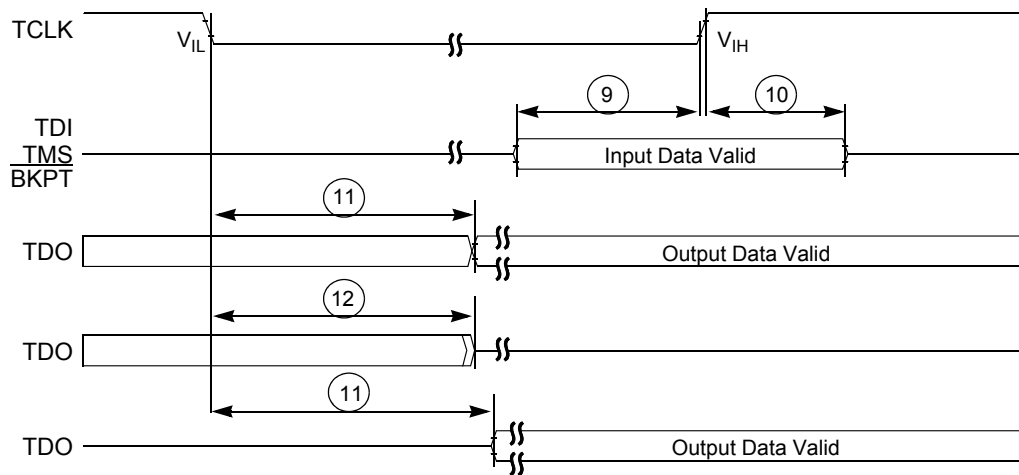 TCLK
V_IL
V_IH
9
10
TDI
TMS
BKPT
Input Data Valid
11
TDO
Output Data Valid
12
TDO
11
TDO
Output Data Valid